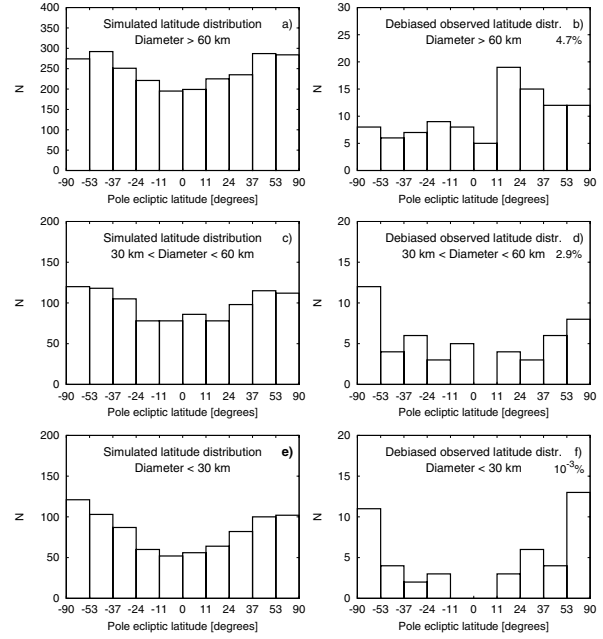 Simulated latitude distribution a)
Diameter > 60 km
N
400
350
300
250
200
150
100
50
0
-90 -53 -37 -24 -11 0 11 24 37 53 90
Pole ecliptic latitude [degrees]
Debiased observed latitude distr. b)
Diameter > 60 km 4.7%
N
30
25
20
15
10
5
0
-90 -53 -37 -24 -11 0 11 24 37 53 90
Pole ecliptic latitude [degrees]
Simulated latitude distribution c)
30 km < Diameter < 60 km
N
200
150
100
50
0
-90 -53 -37 -24 -11 0 11 24 37 53 90
Pole ecliptic latitude [degrees]
Debiased observed latitude distr. d)
30 km < Diameter < 60 km 2.9%
N
20
15
10
5
0
-90 -53 -37 -24 -11 0 11 24 37 53 90
Pole ecliptic latitude [degrees]
Simulated latitude distribution e)
Diameter < 30 km
N
200
150
100
50
0
-90 -53 -37 -24 -11 0 11 24 37 53 90
Pole ecliptic latitude [degrees]
Debiased observed latitude distr. f)
Diameter < 30 km 10⁻³%
N
20
15
10
5
0
-90 -53 -37 -24 -11 0 11 24 37 53 90
Pole ecliptic latitude [degrees]